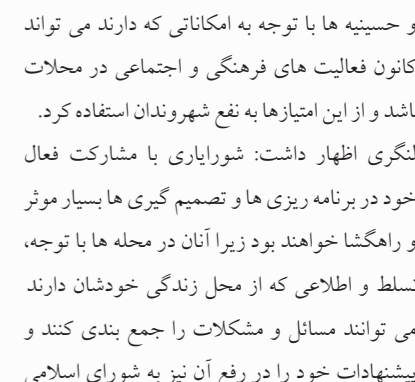 و حسینیه ها با توجه به امکاناتی که دارند می تواند
کانون فعالیت های فرهنگی و اجتماعی در محلات
باشد و از این امتیازها به نفع شهروندان استفاده کرد.
لنگری اظهار داشت: شورایاری با مشارکت فعال
خود در برنامه ریزی ها و تصمیم گیری ها بسیار موثر
و راهگشا خواهند بود زیرا آنان در محله ها با توجه،
تسلط و اطلاعی که از محل زندگی خودشان دارند
می توانند مسائل و مشکلات را جمع بندی کنند و
پیشنهادات خود را در رفع آن نیز به شورای اسلامی